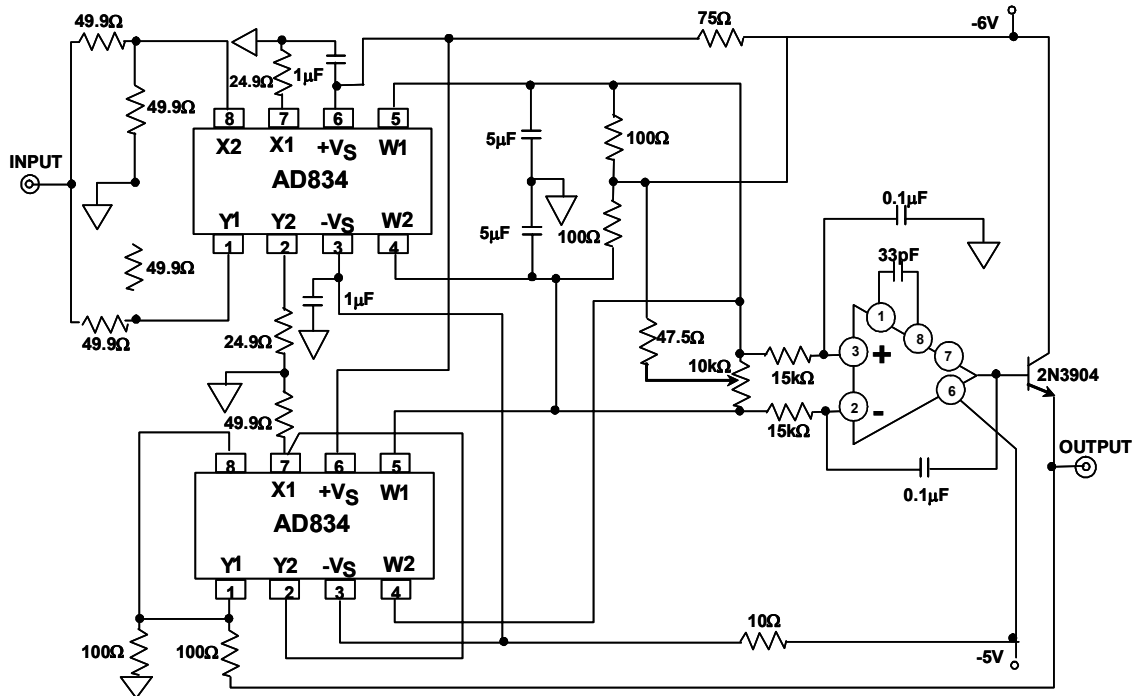 49.9Ω
75Ω
-6V
24.9Ω
1µF
49.9Ω
8
7
6
5
X2
X1
+VS
W1
5µF
100Ω
INPUT
AD834
Y1
Y2
-VS
W2
0.1µF
5µF
100Ω
1
2
3
4
49.9Ω
33pF
1µF
1
49.9Ω
24.9Ω
47.5Ω
3
+
8
7
10kΩ
15kΩ
2N3904
6
49.9Ω
2
-
15kΩ
OUTPUT
8
7
6
5
X1
+VS
W1
0.1µF
AD834
Y1
Y2
-VS
W2
1
2
3
4
10Ω
100Ω
100Ω
-5V